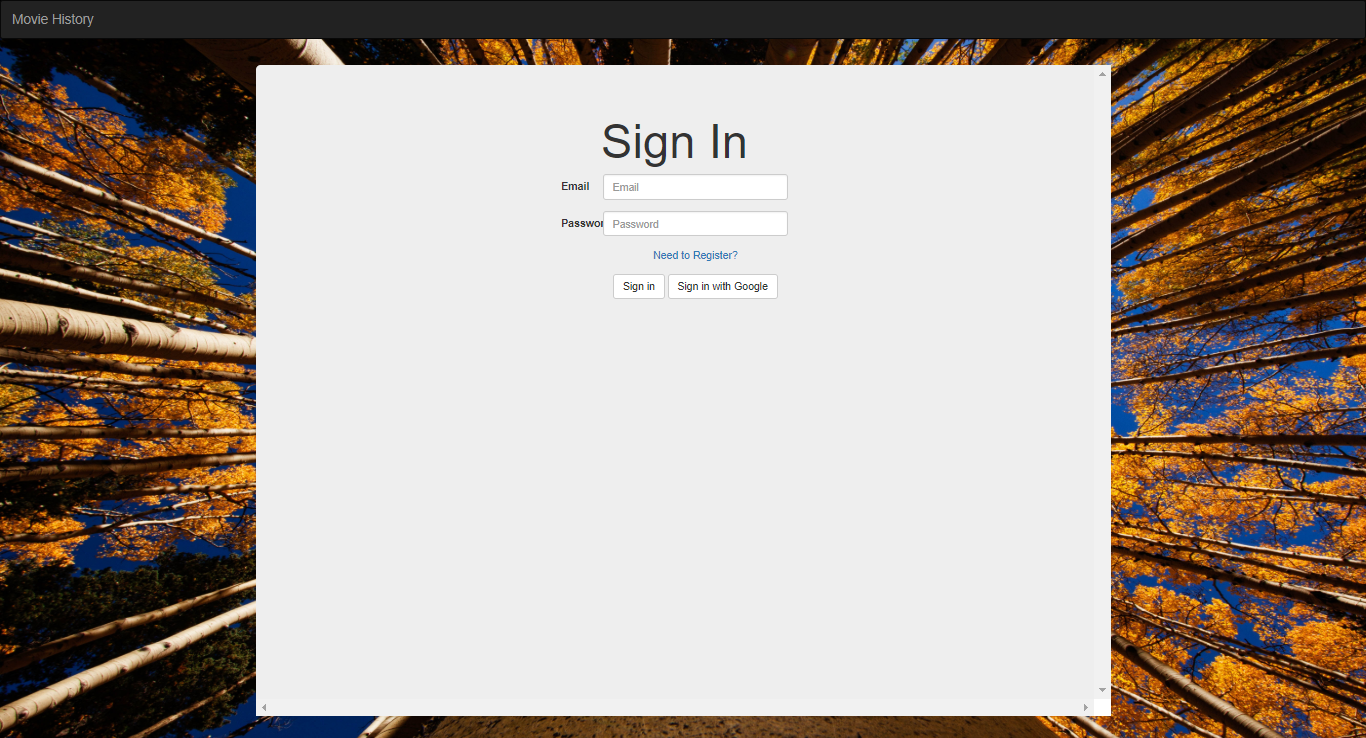 Movie History
Sign In
Email Email
Passwor Password
Need to Register?
Sign in Sign in with Google